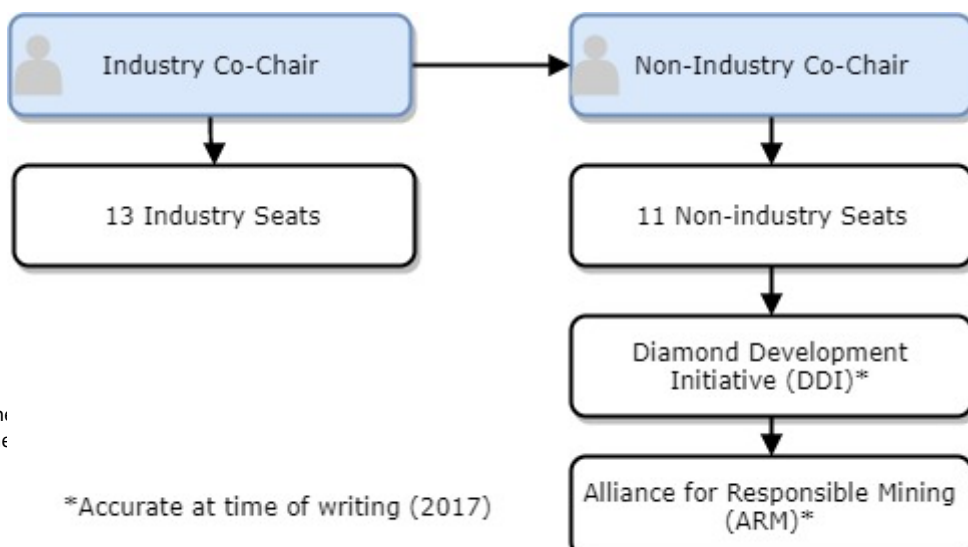 Industry Co-Chair
Non-Industry Co-Chair
13 Industry Seats
11 Non-industry Seats
Diamond Development
Initiative (DDI)*
Alliance for Responsible Mining
(ARM)*
*Accurate at time of writing (2017)